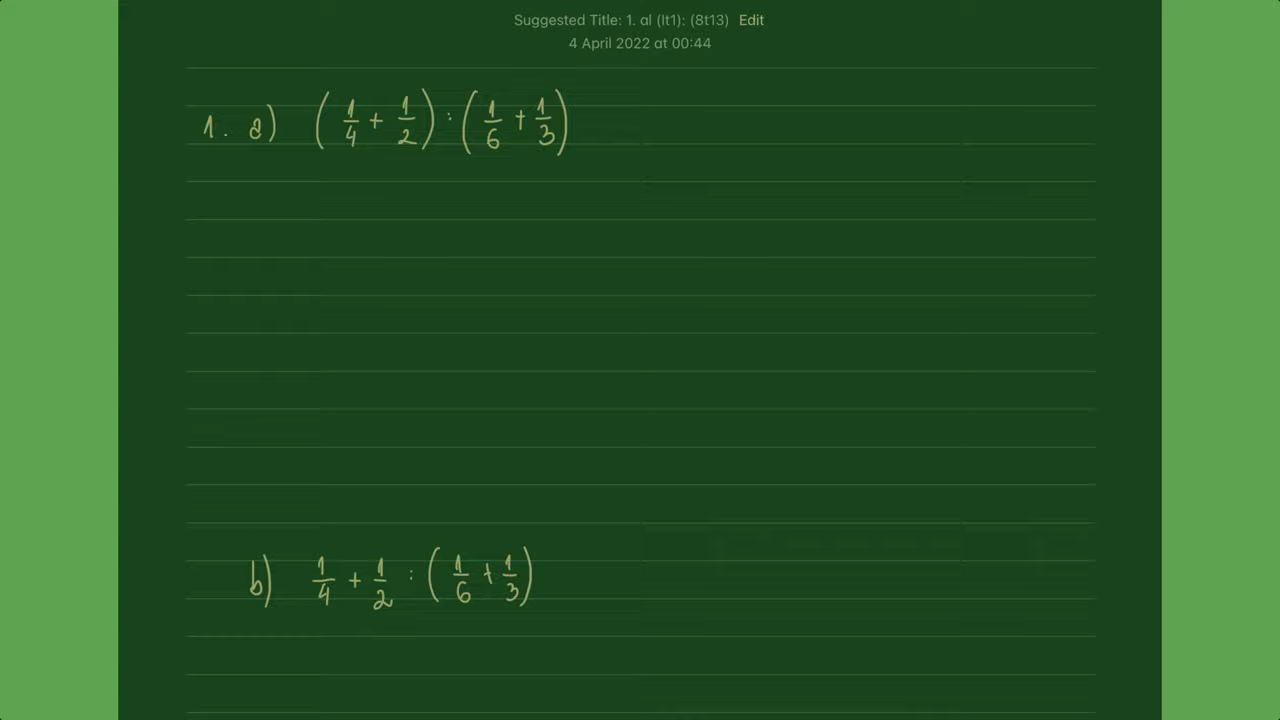 Suggested Title: 1. al (lt1): (8t13) Edit
4 April 2022 at 00:44
1. a) (1/4 + 1/2) : (1/6 + 1/3)
b) 1/4 + 1/2 : (1/6 + 1/3)